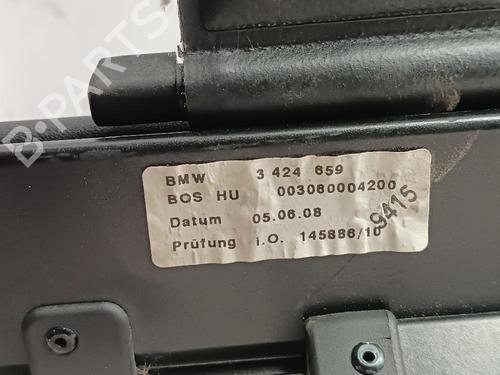 B-PARTS
BMW 3 424 659
BOS HU 003060004200
Datum 05.06.08
Prüfung i.O. 145886/10
9415